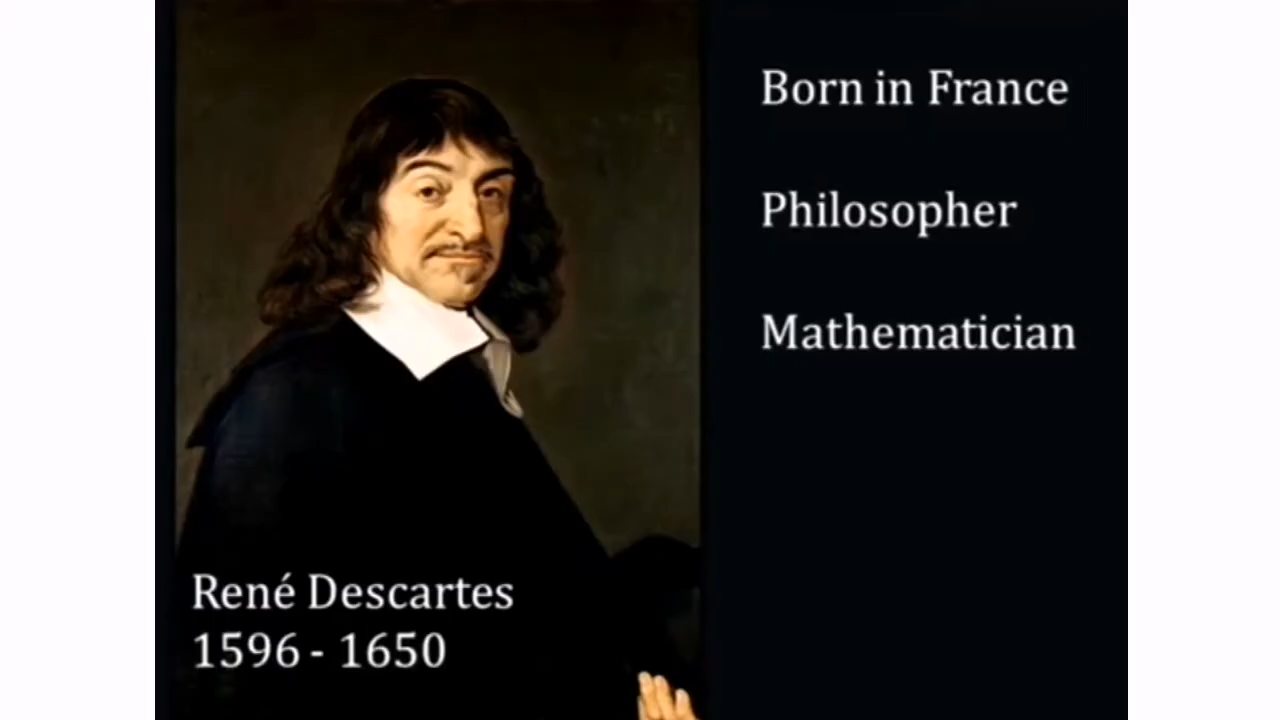 Born in France
Philosopher
Mathematician
René Descartes
1596 - 1650